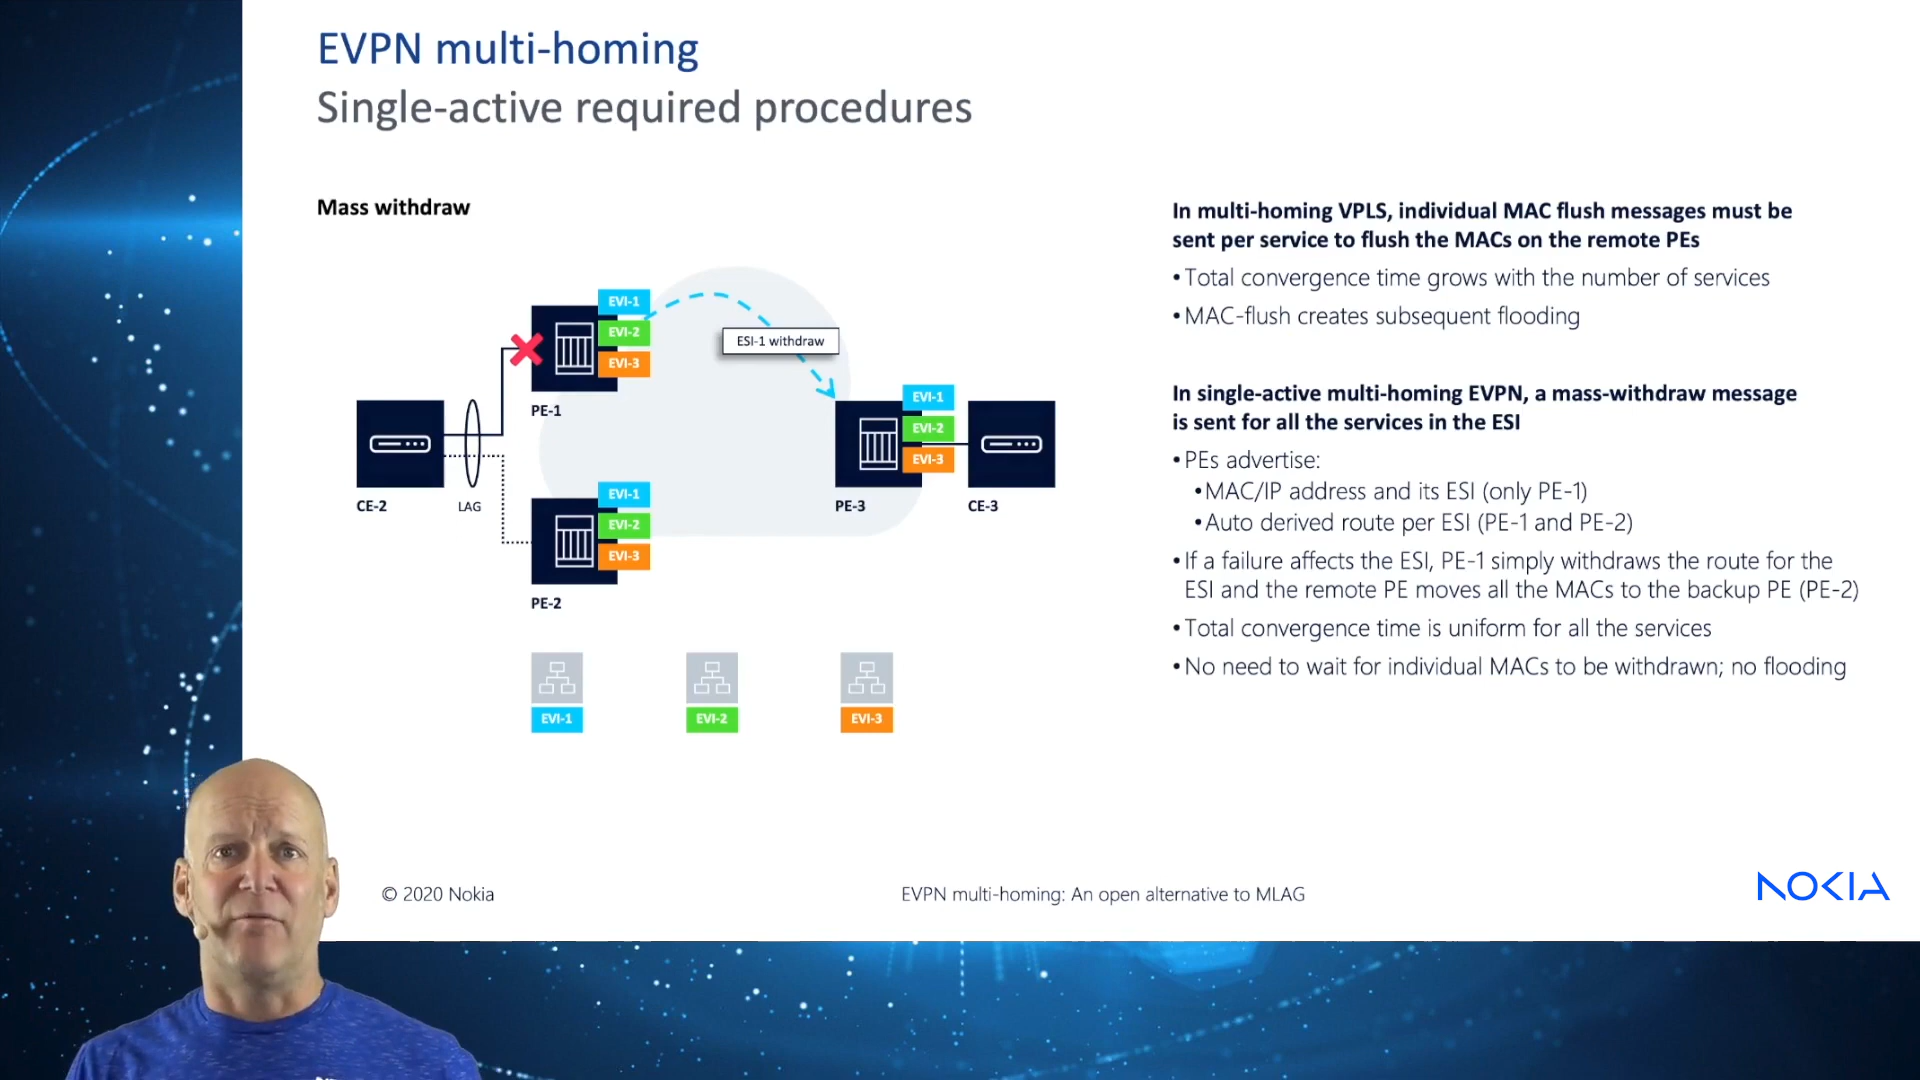 EVPN multi-homing
Single-active required procedures
Mass withdraw
EVI-1
EVI-2
EVI-3
PE-1
ESI-1 withdraw
EVI-1
EVI-2
EVI-3
CE-2
LAG
PE-3
CE-3
EVI-1
EVI-2
EVI-3
PE-2
EVI-1
EVI-2
EVI-3
In multi-homing VPLS, individual MAC flush messages must be
sent per service to flush the MACs on the remote PEs
• Total convergence time grows with the number of services
• MAC-flush creates subsequent flooding
In single-active multi-homing EVPN, a mass-withdraw message
is sent for all the services in the ESI
• PEs advertise:
• MAC/IP address and its ESI (only PE-1)
• Auto derived route per ESI (PE-1 and PE-2)
• If a failure affects the ESI, PE-1 simply withdraws the route for the
ESI and the remote PE moves all the MACs to the backup PE (PE-2)
• Total convergence time is uniform for all the services
• No need to wait for individual MACs to be withdrawn; no flooding
© 2020 Nokia
EVPN multi-homing: An open alternative to MLAG
NOKIA